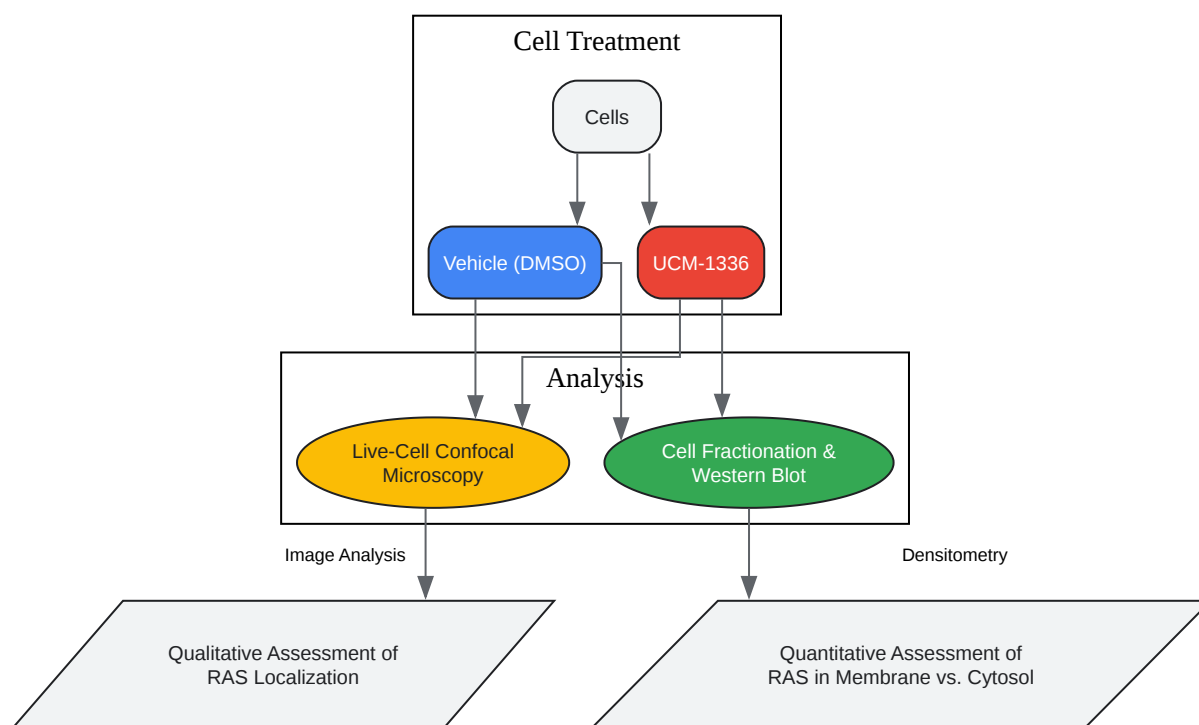 Cell Treatment
Cells
Vehicle (DMSO)
UCM-1336
Analysis
Live-Cell Confocal
Microscopy
Cell Fractionation &
Western Blot
Image Analysis
Densitometry
Qualitative Assessment of
RAS Localization
Quantitative Assessment of
RAS in Membrane vs. Cytosol